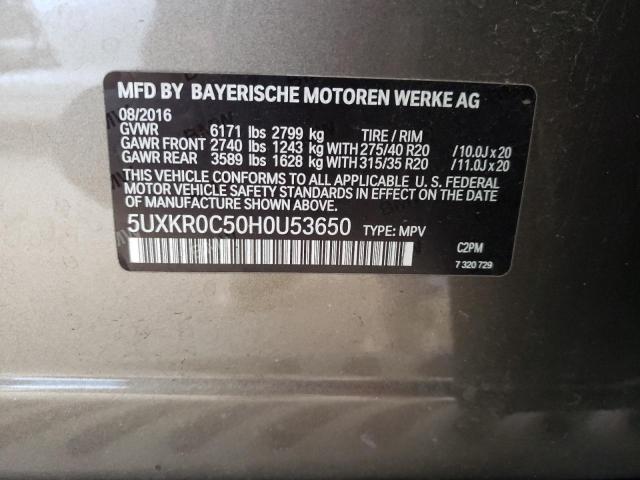 MFD BY BAYERISCHE MOTOREN WERKE AG
08/2016
GVWR 6171 lbs 2799 kg TIRE / RIM
GAWR FRONT 2740 lbs 1243 kg WITH 275/40 R20 /10.0J x 20
GAWR REAR 3589 lbs 1628 kg WITH 315/35 R20 /11.0J x 20
THIS VEHICLE CONFORMS TO ALL APPLICABLE U. S. FEDERAL
MOTOR VEHICLE SAFETY STANDARDS IN EFFECT ON THE DATE
OF MANUFACTURE SHOWN ABOVE.
5UXKR0C50H0U53650 TYPE: MPV
C2PM
7 320 729